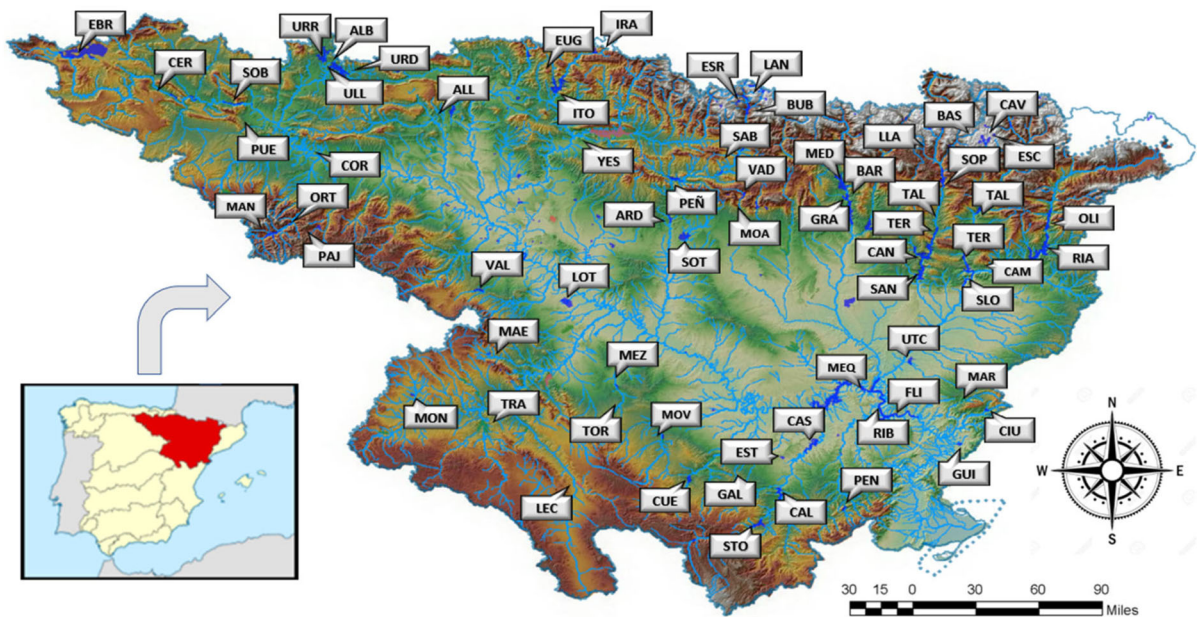 EBR
URR
ALB
EUG
IRA
CER
SOB
URD
ESR
LAN
ULL
ALL
ITO
BUB
BAS
CAV
PUE
COR
YES
SAB
MED
LLA
SOP
ESC
VAD
BAR
MAN
ORT
ARD
PEÑ
MOA
GRA
TAL
TAL
OLI
TER
TER
PAJ
VAL
LOT
SOT
CAN
SAN
SLO
CAM
RIA
MAE
MEZ
UTC
MEQ
MAR
FLI
MON
TRA
TOR
MOV
CAS
RIB
CIU
EST
GUI
LEC
CUE
GAL
CAL
PEN
STO
N
W E
S
30 15 0 30 60 90
Miles